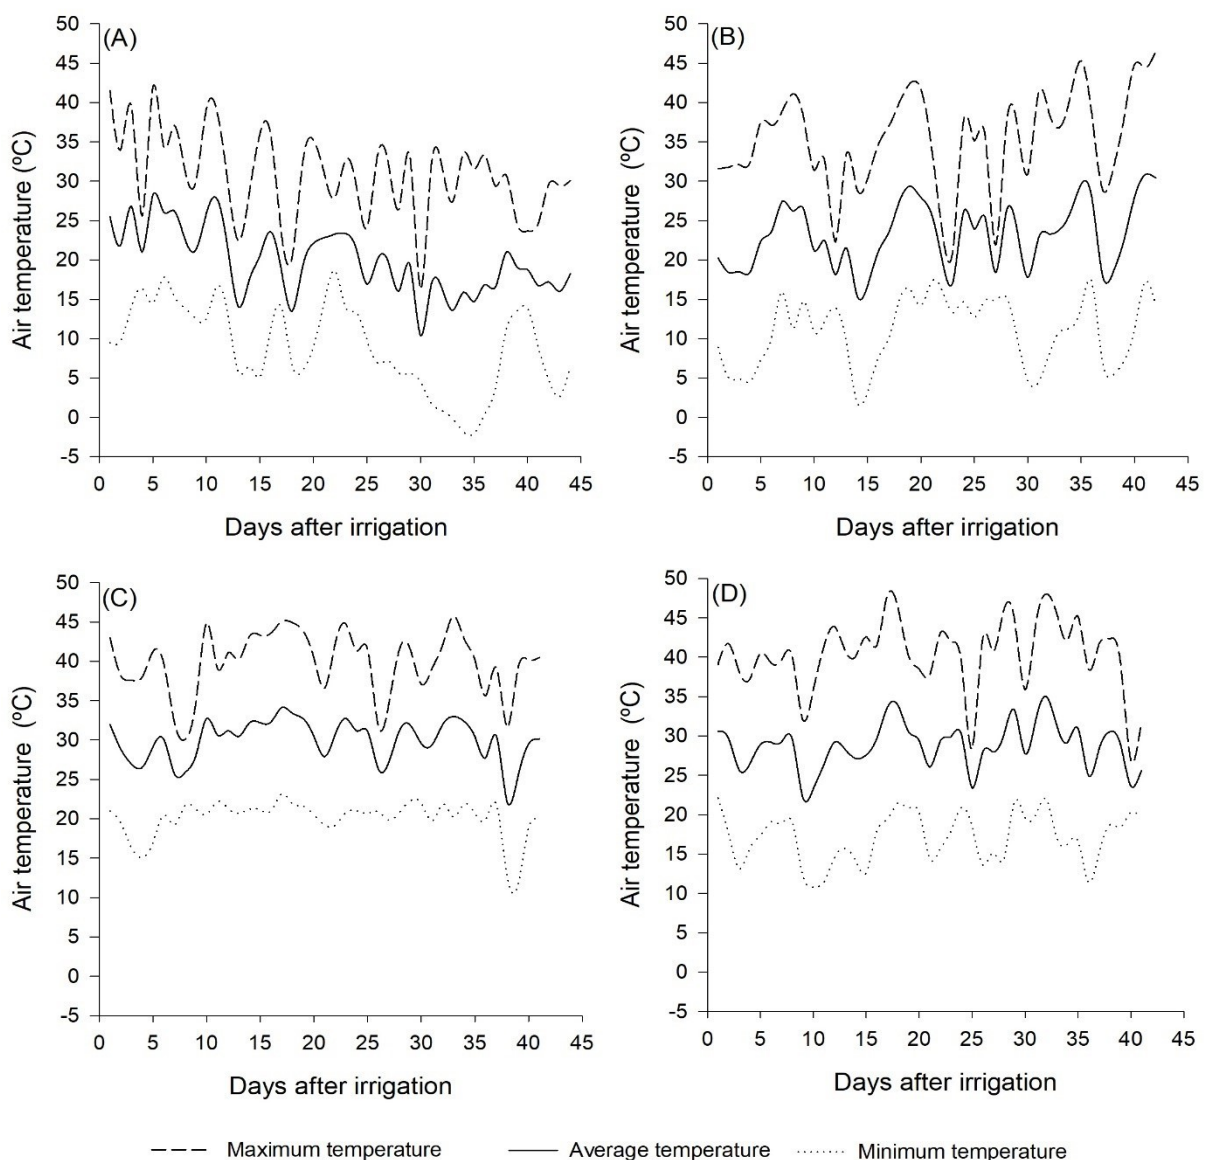 (A)
50
45
40
35
30
25
20
15
10
5
0
-5
Air temperature (ºC)
0 5 10 15 20 25 30 35 40 45
Days after irrigation
(B)
50
45
40
35
30
25
20
15
10
5
0
-5
Air temperature (ºC)
0 5 10 15 20 25 30 35 40 45
Days after irrigation
(C)
50
45
40
35
30
25
20
15
10
5
0
-5
Air temperature (ºC)
0 5 10 15 20 25 30 35 40 45
Days after irrigation
(D)
50
45
40
35
30
25
20
15
10
5
0
-5
Air temperature (ºC)
0 5 10 15 20 25 30 35 40 45
Days after irrigation
Maximum temperature Average temperature Minimum temperature